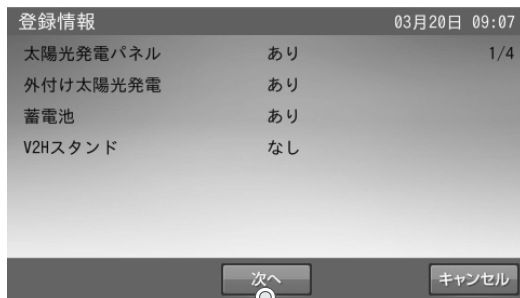 登録情報 03月20日 09:07
太陽光発電パネル あり 1/4
外付け太陽光発電 あり
蓄電池 あり
V2Hスタンド なし
次へ キャンセル